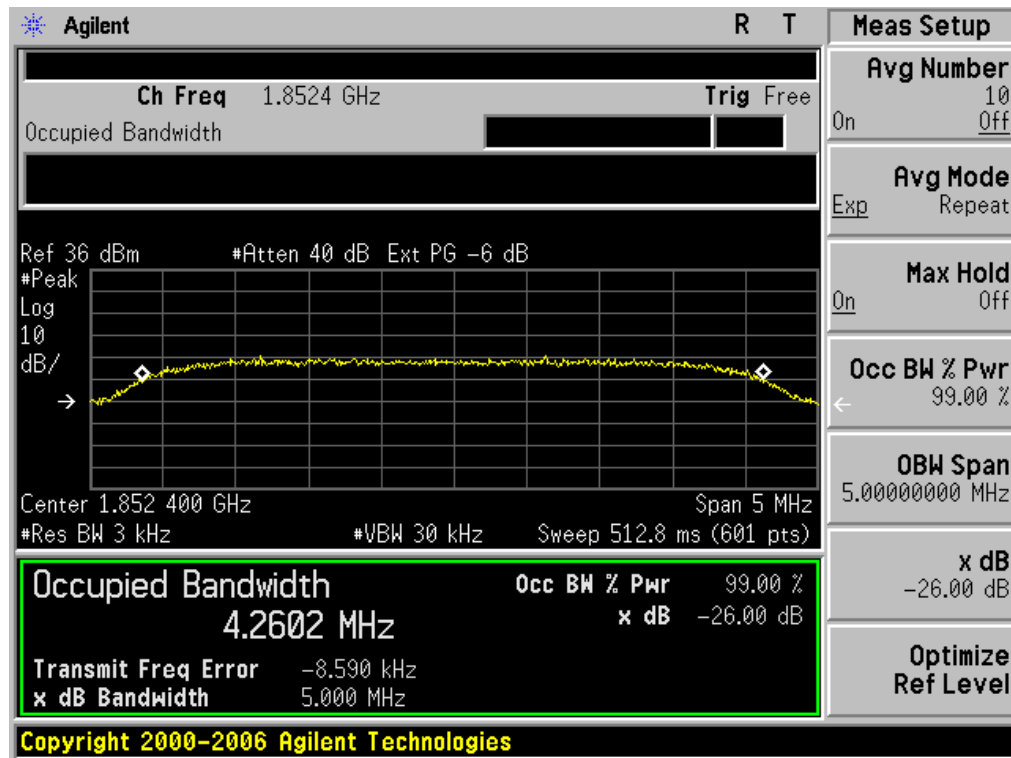 Agilent R T
Ch Freq 1.8524 GHz Trig Free
Occupied Bandwidth
Ref 36 dBm #Atten 40 dB Ext PG -6 dB
#Peak
Log
10
dB/
Center 1.852 400 GHz Span 5 MHz
#Res BW 3 kHz #VBW 30 kHz Sweep 512.8 ms (601 pts)
Occupied Bandwidth Occ BW % Pwr 99.00 %
4.2602 MHz x dB -26.00 dB
Transmit Freq Error -8.590 kHz
x dB Bandwidth 5.000 MHz
Copyright 2000-2006 Agilent Technologies
Meas Setup
Avg Number
10
On Off
Avg Mode
Exp Repeat
Max Hold
On Off
Occ BW % Pwr
99.00 %
OBW Span
5.00000000 MHz
x dB
-26.00 dB
Optimize
Ref Level